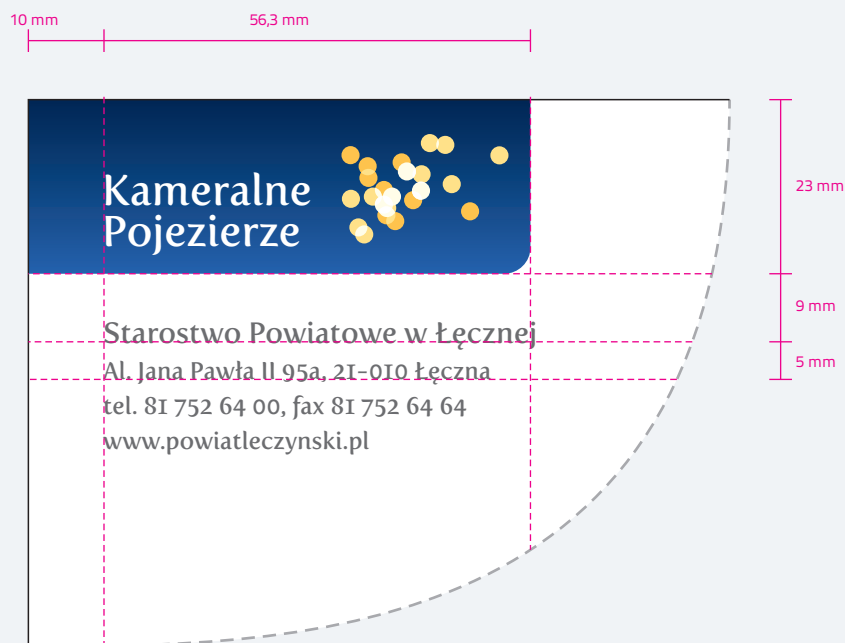 10 mm
56,3 mm
Kameralne
Pojezierze
23 mm
9 mm
5 mm
Starostwo Powiatowe w Łęcznej
Al. Jana Pawła II 95a, 21-010 Łęczna
tel. 81 752 64 00, fax 81 752 64 64
www.powiatleczynski.pl